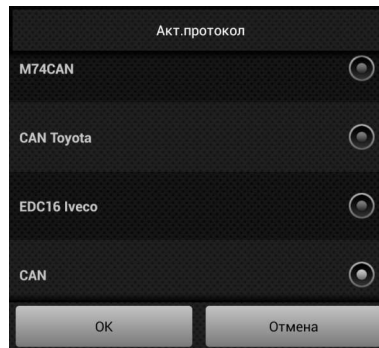 Акт.протокол
M74CAN
CAN Toyota
EDC16 Iveco
CAN
OK
Отмена